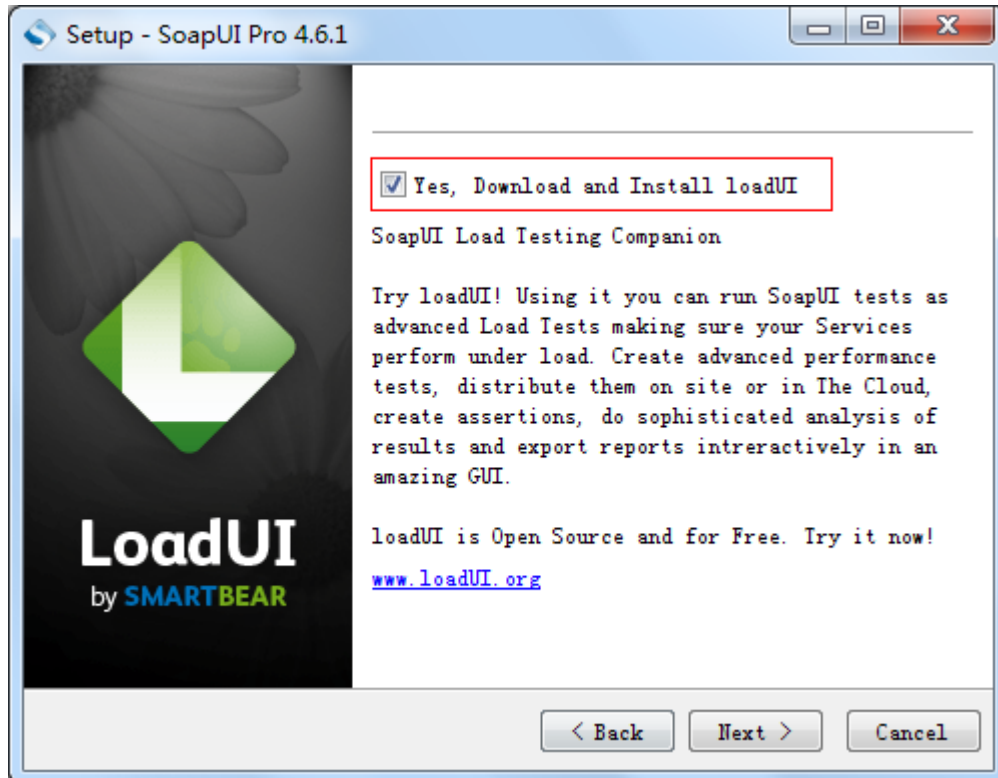 Setup - SoapUI Pro 4.6.1
Yes, Download and Install loadUI
SoapUI Load Testing Companion
Try loadUI! Using it you can run SoapUI tests as
advanced Load Tests making sure your Services
perform under load. Create advanced performance
tests, distribute them on site or in The Cloud,
create assertions, do sophisticated analysis of
results and export reports intreractively in an
amazing GUI.
loadUI is Open Source and for Free. Try it now!
www.loadUI.org
LoadUI
by SMARTBEAR
< Back
Next >
Cancel